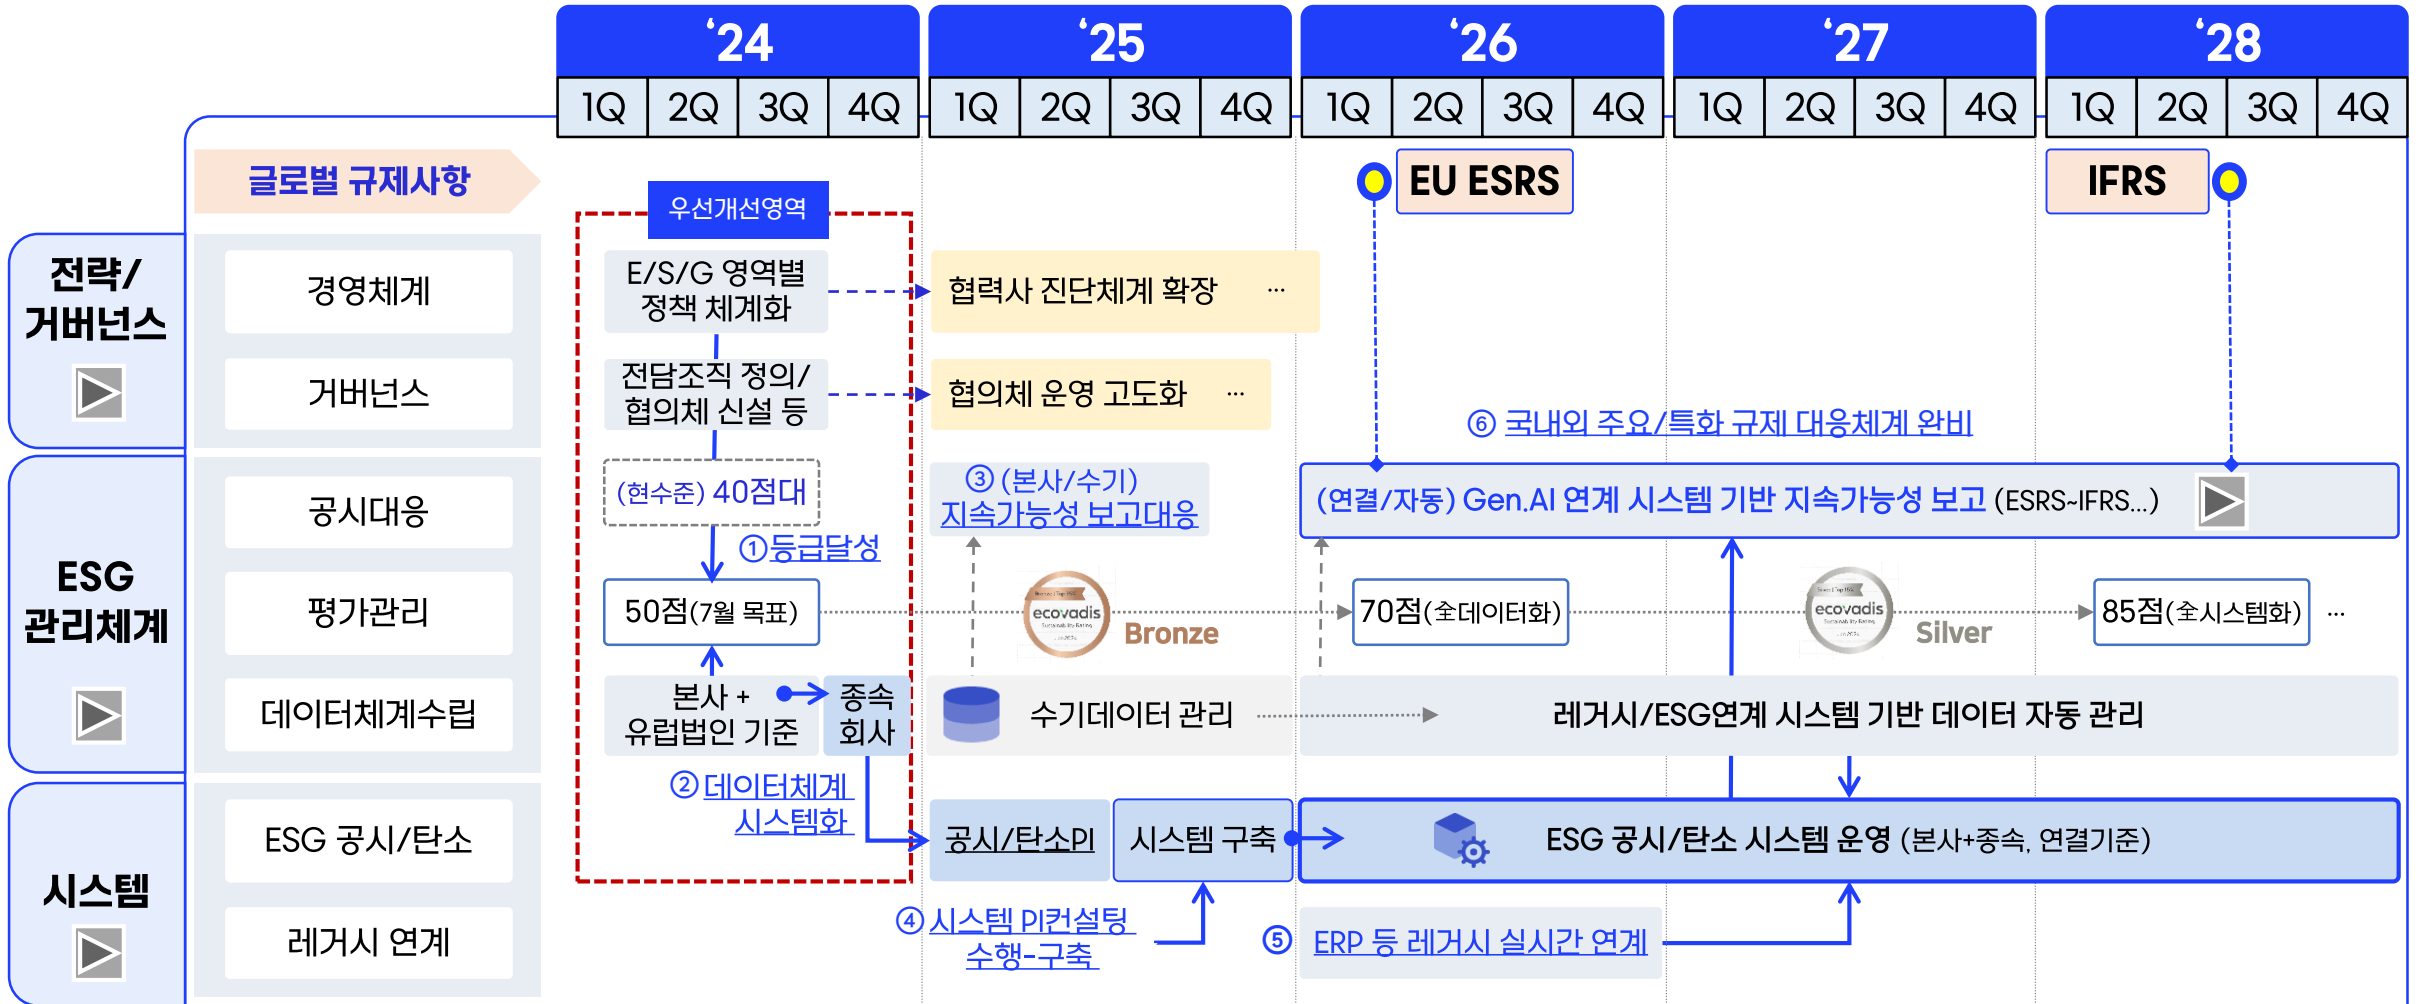 ‘24
‘25
‘26
‘27
‘28
1Q 2Q 3Q 4Q
1Q 2Q 3Q 4Q
1Q 2Q 3Q 4Q
1Q 2Q 3Q 4Q
1Q 2Q 3Q 4Q
글로벌 규제사항
우선개선영역
EU ESRS
IFRS
전략/
거버넌스
경영체계
E/S/G 영역별
정책 체계화
협력사 진단체계 확장 ...
거버넌스
전담조직 정의/
협의체 신설 등
협의체 운영 고도화 ...
⑥ 국내외 주요/특화 규제 대응체계 완비
ESG
관리체계
공시대응
(현수준) 40점대
③ (본사/수기)
지속가능성 보고대응
(연결/자동) Gen.AI 연계 시스템 기반 지속가능성 보고 (ESRS~IFRS...)
① 등급달성
평가관리
50점(7월 목표)
ecovadis
Sustainability Rating
Bronze
70점(全데이터화)
ecovadis
Sustainability Rating
Silver
85점(全시스템화) ...
데이터체계수립
본사 +
유럽법인 기준
종속
회사
수기데이터 관리
레거시/ESG연계 시스템 기반 데이터 자동 관리
② 데이터체계
시스템화
시스템
ESG 공시/탄소
공시/탄소PI
시스템 구축
ESG 공시/탄소 시스템 운영 (본사+종속, 연결기준)
레거시 연계
④ 시스템 PI컨설팅
수행-구축
⑤ ERP 등 레거시 실시간 연계